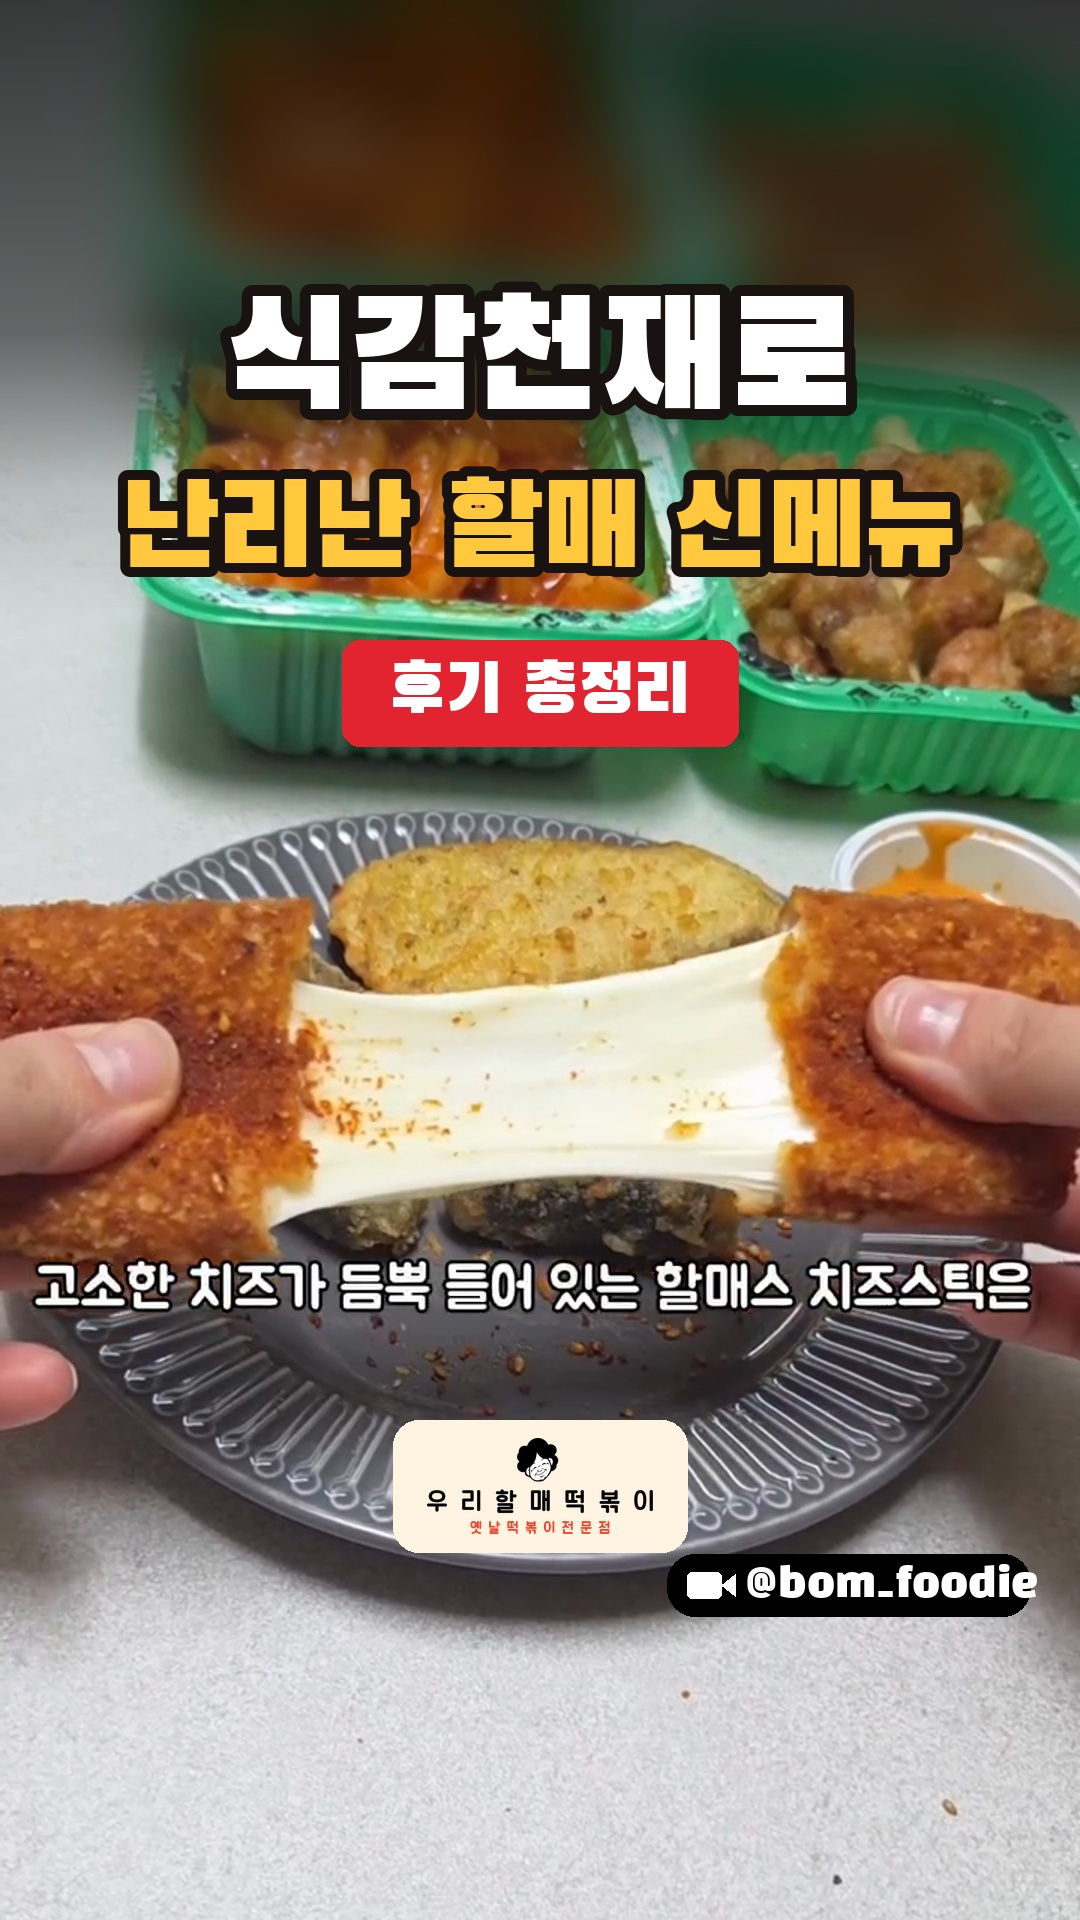 식감천재로
난리난 할매 신메뉴
후기 총정리
고소한 치즈가 듬뿍 들어 있는 할매스 치즈스틱은
우리할매떡볶이
옛날떡볶이전문점
@bom_foodie